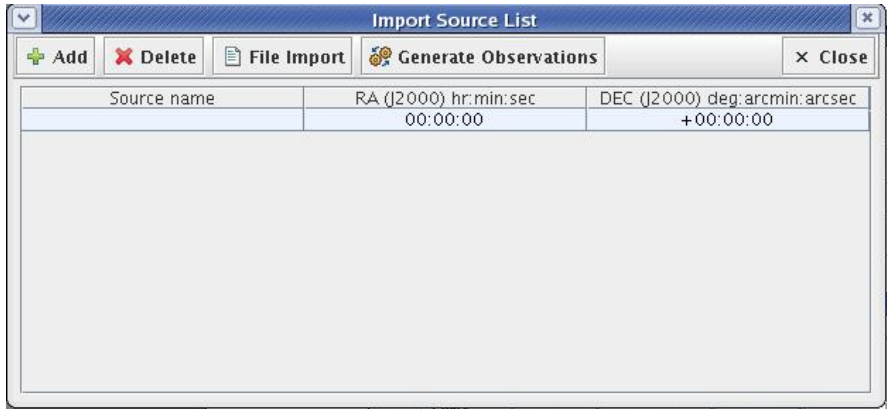 Import Source List
Add Delete File Import Generate Observations × Close
Source name RA (J2000) hr:min:sec DEC (J2000) deg:arcmin:arcsec
00:00:00 +00:00:00